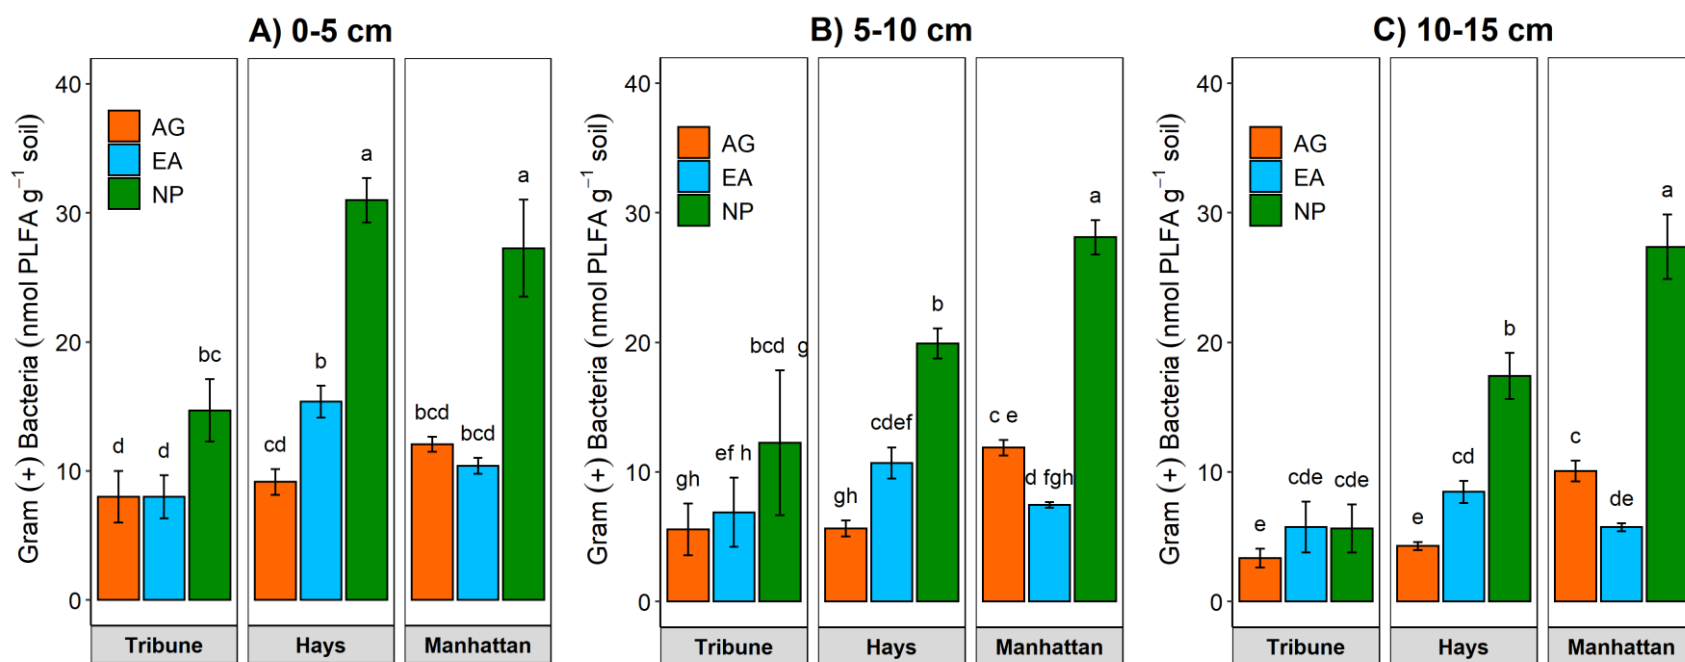 A) 0-5 cm
Gram (+) Bacteria (nmol PLFA g⁻¹ soil)
40
30
20
10
0
AG
EA
NP
d
d
bc
cd
b
a
bcd
bcd
a
Tribune
Hays
Manhattan
B) 5-10 cm
Gram (+) Bacteria (nmol PLFA g⁻¹ soil)
40
30
20
10
0
AG
EA
NP
gh
ef h
bcd g
gh
cdef
b
c e
d fgh
a
Tribune
Hays
Manhattan
C) 10-15 cm
Gram (+) Bacteria (nmol PLFA g⁻¹ soil)
40
30
20
10
0
AG
EA
NP
e
cde
cde
e
cd
b
c
de
a
Tribune
Hays
Manhattan